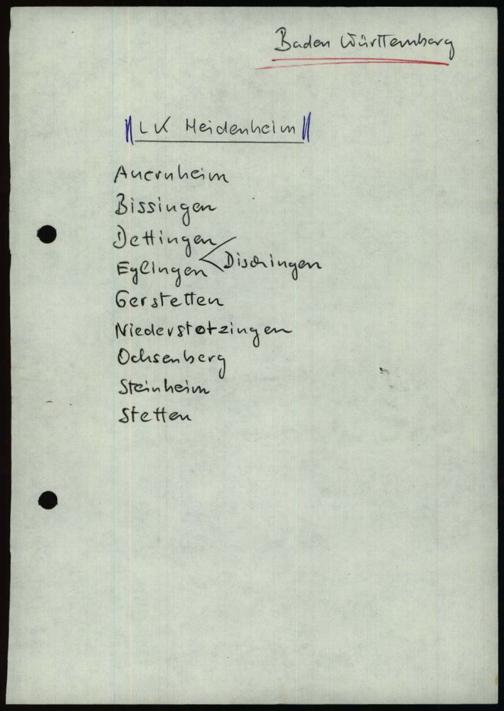 Baden Württemberg
LK Heidenheim
Auernheim
Bissingen
Dettingen
Dischingen
Eglingen
Gerstetten
Niederstotzingen
Ochsenberg
Steinheim
Stetten